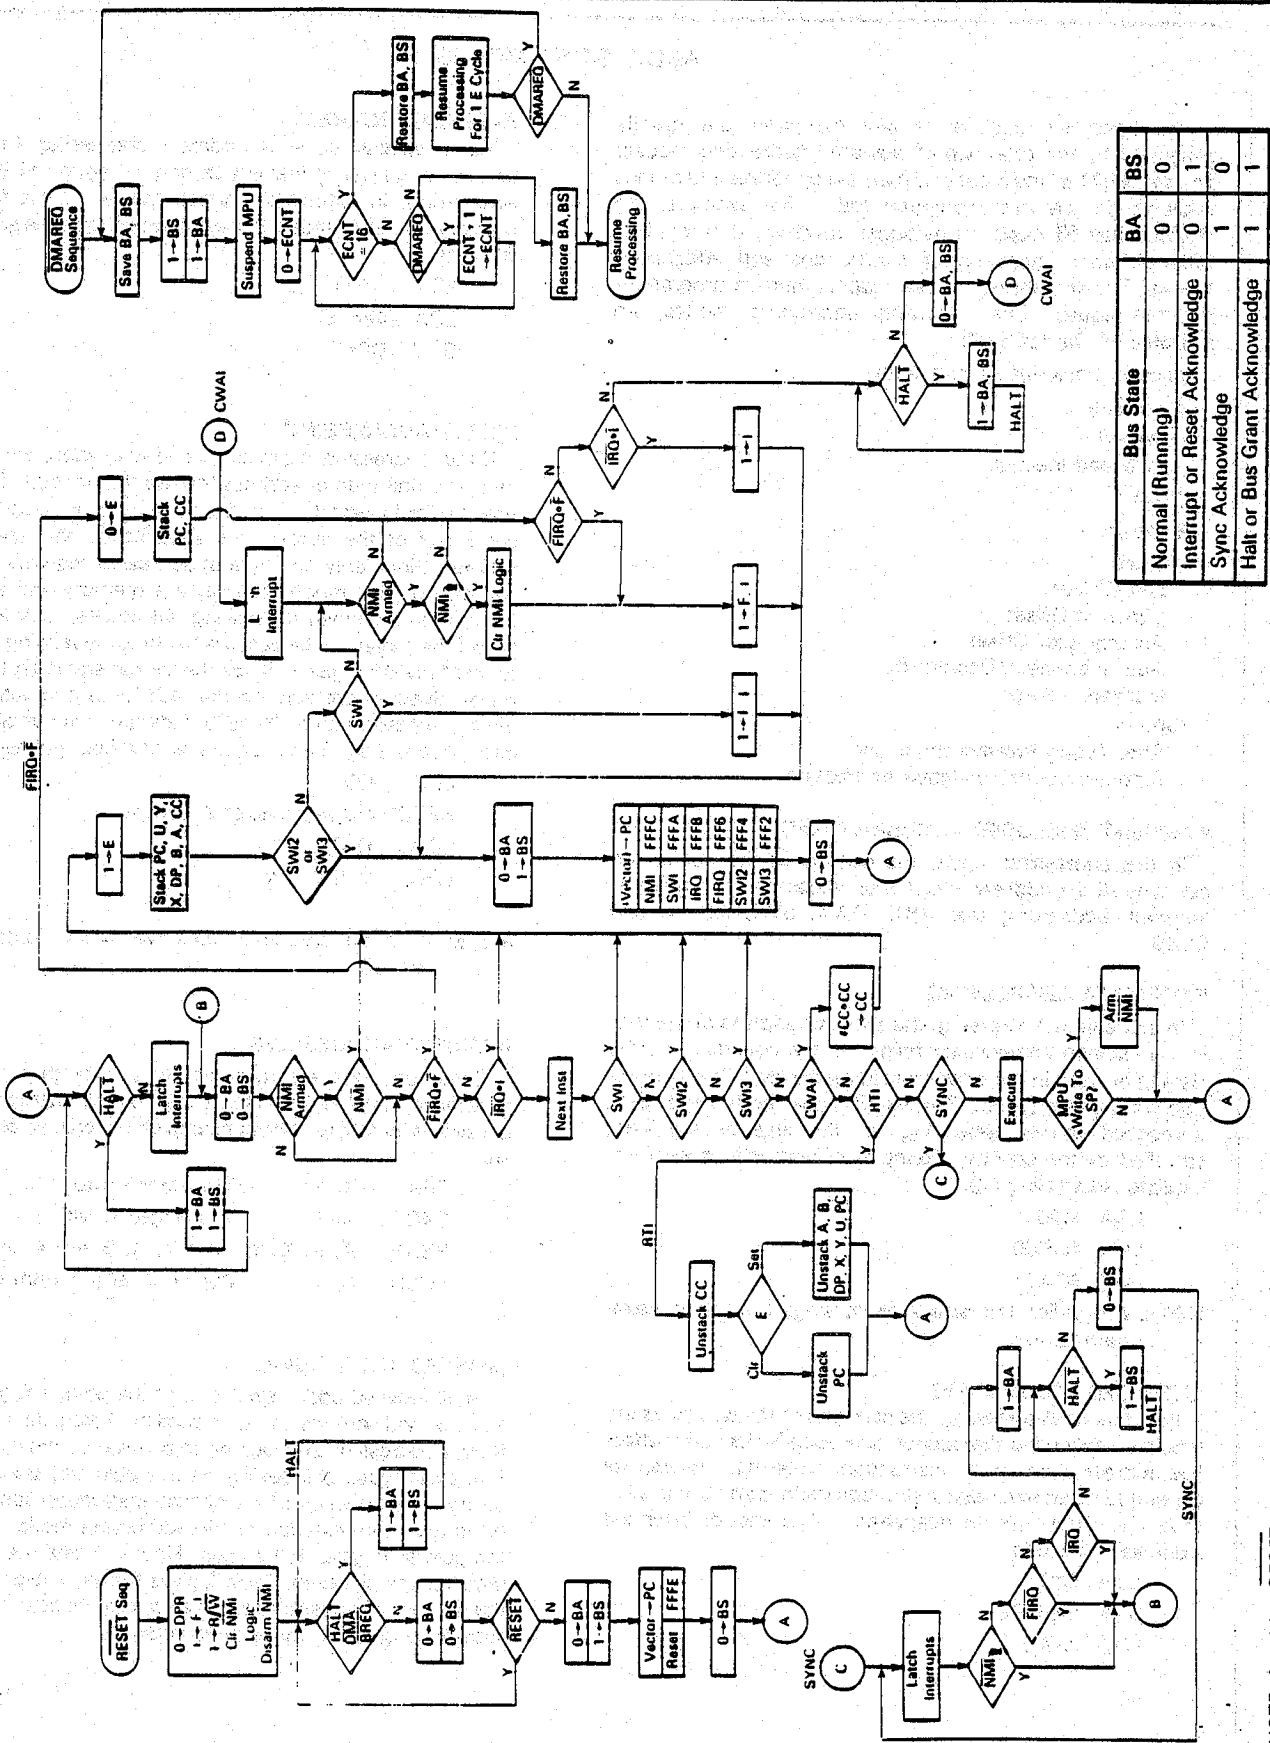 RESET Seq
0→DPR
1→F, I
1→R/W
Clr NMI
Logic
Disarm NMI
HALT
DMA
BREQ
Y
N
HALT
1→BA
1→BS
0→BA
0→BS
RESET
Y
N
0→BA
1→BS
Vector→PC
Reset FFFE
0→BS
A
SYNC
C
Latch
Interrupts
NMI
N
Y
FIRQ
N
Y
IRQ
N
Y
B
1→BA
HALT
N
Y
1→BS
HALT
0→BS
SYNC
A
HALT
Y
N
1→BA
1→BS
Latch
Interrupts
B
0→BA
0→BS
NMI
Armed
N
NMI
Y
N
FIRQ•F
Y
N
IRQ•I
Y
Next Inst
SWI
Y
N
SWI2
Y
N
SWI3
Y
N
CWAI
Y
N
#CC•CC
→CC
RTI
Y
N
SYNC
Y
N
C
Execute
MPU
Write To
SP?
Y
N
Arm
NMI
A
RTI
Unstack CC
E
Clr
Set
Unstack
PC
Unstack A, B,
DP, X, Y, U, PC
A
FIRQ•F
1→E
Stack PC, U, Y,
X, DP, B, A, CC
SWI2
or
SWI3
N
Y
0→BA
1→BS
(Vector)→PC
NMI FFFC
SWI FFFA
IRQ FFF8
FIRQ FFF6
SWI2 FFF4
SWI3 FFF2
0→BS
A
SWI
N
Y
0→E
Stack
PC, CC
D CWAI
Interrupt
NMI
Armed
N
Y
NMI
N
Y
Clr NMI Logic
FIRQ•F
N
Y
IRQ•I
N
Y
1→F, I
1→I
HALT
N
Y
1→BA, BS
HALT
0→BA, BS
D
CWAI
DMAREQ
Sequence
Save BA, BS
1→BS
1→BA
Suspend MPU
0→ECNT
ECNT
=16
Y
N
DMAREQ
N
Y
ECNT + 1
→ECNT
Restore BA, BS
Resume
Processing
For 1 E Cycle
DMAREQ
Y
N
Restore BA, BS
Resume
Processing
Bus State BA BS
Normal (Running) 0 0
Interrupt or Reset Acknowledge 0 1
Sync Acknowledge 1 0
Halt or Bus Grant Acknowledge 1 1